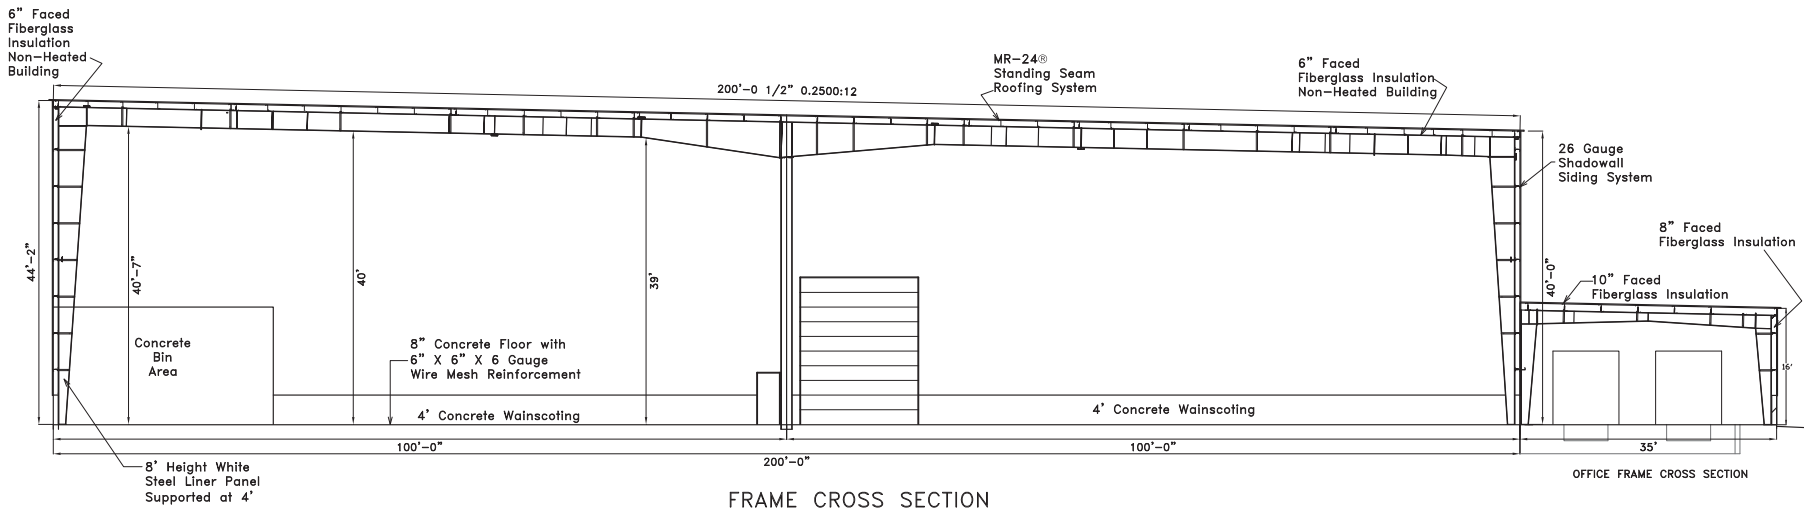 6” Faced
Fiberglass
Insulation
Non-Heated
Building
200’-0 1/2” 0.2500:12
MR-24®
Standing Seam
Roofing System
6” Faced
Fiberglass Insulation
Non-Heated Building
26 Gauge
Shadowall
Siding System
8” Faced
Fiberglass Insulation
10” Faced
Fiberglass Insulation
44’-2”
40’-7”
40’
39’
40’-0”
16’
Concrete
Bin
Area
8” Concrete Floor with
6” X 6” X 6 Gauge
Wire Mesh Reinforcement
4’ Concrete Wainscoting
4’ Concrete Wainscoting
100’-0”
100’-0”
35’
200’-0”
8’ Height White
Steel Liner Panel
Supported at 4’
OFFICE FRAME CROSS SECTION
FRAME CROSS SECTION